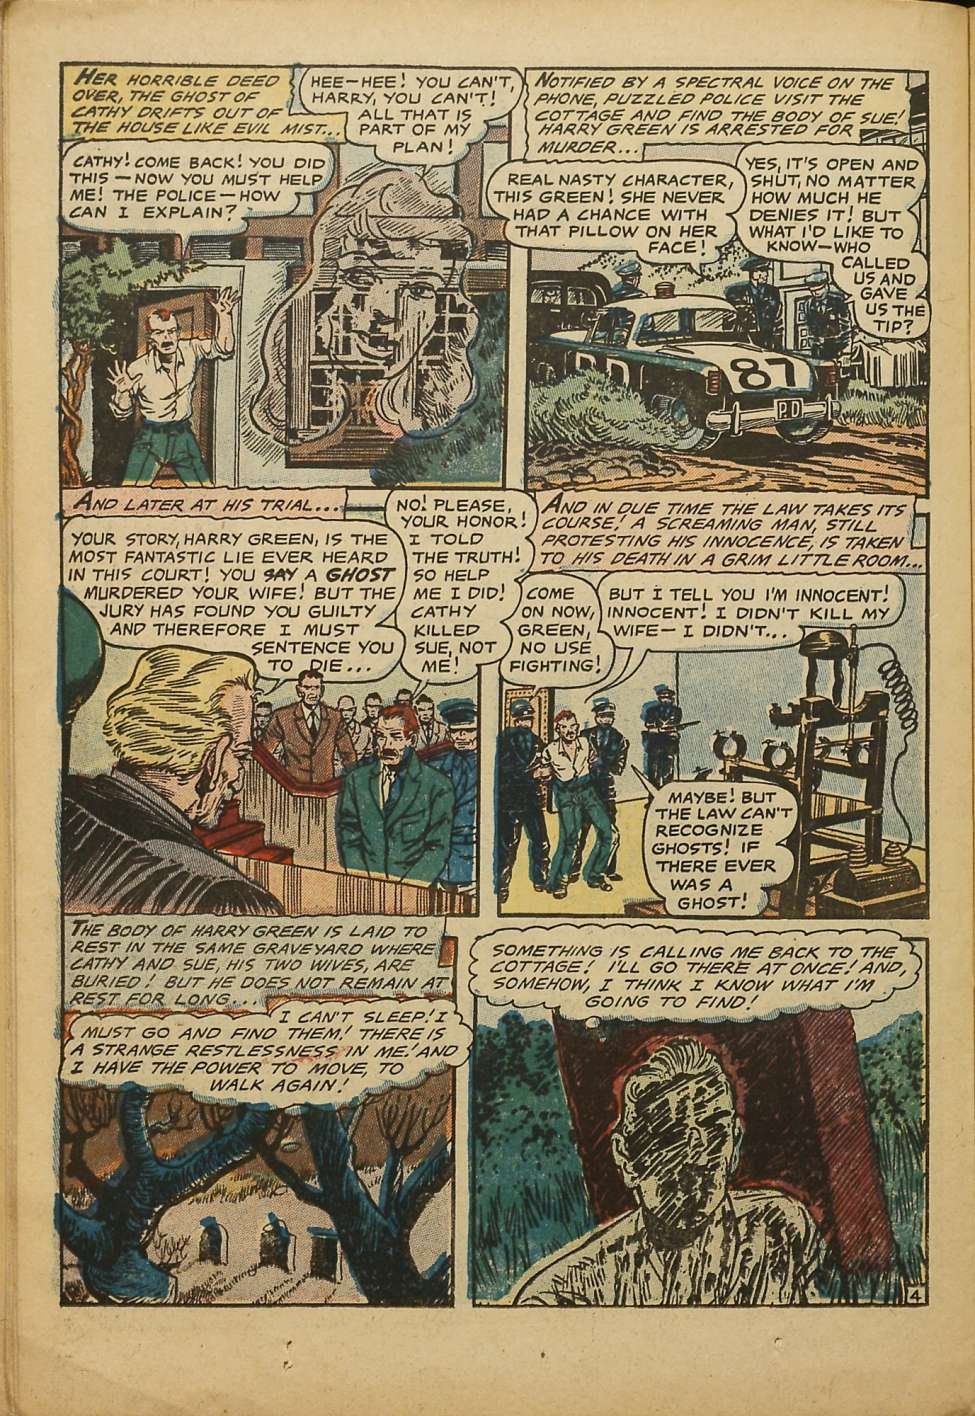 HER HORRIBLE DEED
OVER, THE GHOST OF
CATHY DRIFTS OUT OF
THE HOUSE LIKE EVIL MIST...
HEE-HEE! YOU CAN'T,
HARRY, YOU CAN'T!
ALL THAT IS
PART OF MY
PLAN!
CATHY! COME BACK! YOU DID
THIS-NOW YOU MUST HELP
ME! THE POLICE-HOW
CAN I EXPLAIN?
NOTIFIED BY A SPECTRAL VOICE ON THE
PHONE, PUZZLED POLICE VISIT THE
COTTAGE AND FIND THE BODY OF SUE!
HARRY GREEN IS ARRESTED FOR
MURDER...
REAL NASTY CHARACTER,
THIS GREEN! SHE NEVER
HAD A CHANCE WITH
THAT PILLOW ON HER
FACE!
YES, IT'S OPEN AND
SHUT, NO MATTER
HOW MUCH HE
DENIES IT! BUT
WHAT I'D LIKE TO
KNOW-WHO
CALLED
US AND
GAVE
US THE
TIP?
87
P.D
AND LATER AT HIS TRIAL...
YOUR STORY, HARRY GREEN, IS THE
MOST FANTASTIC LIE EVER HEARD
IN THIS COURT! YOU SAY A GHOST
MURDERED YOUR WIFE! BUT THE
JURY HAS FOUND YOU GUILTY
AND THEREFORE I MUST
SENTENCE YOU
TO DIE...
NO! PLEASE,
YOUR HONOR!
I TOLD
THE TRUTH!
SO HELP
ME I DID!
CATHY
KILLED
SUE, NOT
ME!
AND IN DUE TIME THE LAW TAKES ITS
COURSE! A SCREAMING MAN, STILL
PROTESTING HIS INNOCENCE, IS TAKEN
TO HIS DEATH IN A GRIM LITTLE ROOM...
COME
ON NOW,
GREEN,
NO USE
FIGHTING!
BUT I TELL YOU I'M INNOCENT!
INNOCENT! I DIDN'T KILL MY
WIFE-I DIDN'T...
MAYBE! BUT
THE LAW CAN'T
RECOGNIZE
GHOSTS! IF
THERE EVER
WAS A
GHOST!
THE BODY OF HARRY GREEN IS LAID TO
REST IN THE SAME GRAVEYARD WHERE
CATHY AND SUE, HIS TWO WIVES, ARE
BURIED! BUT HE DOES NOT REMAIN AT
REST FOR LONG...
I CAN'T SLEEP! I
MUST GO AND FIND THEM! THERE IS
A STRANGE RESTLESSNESS IN ME! AND
I HAVE THE POWER TO MOVE, TO
WALK AGAIN!
SOMETHING IS CALLING ME BACK TO THE
COTTAGE! I'LL GO THERE AT ONCE! AND,
SOMEHOW, I THINK I KNOW WHAT I'M
GOING TO FIND!
4